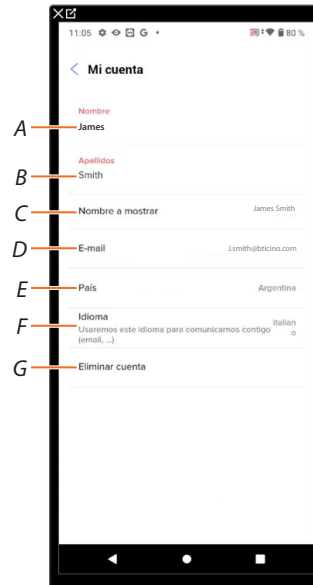 11:05 G 80 %
Mi cuenta
Nombre
A James
Apellidos
B Smith
C Nombre a mostrar James Smith
D E-mail J.smith@bticino.com
E País Argentina
F Idioma
Usaremos este idioma para comunicarnos contigo Italian
(email, ...) o
G Eliminar cuenta